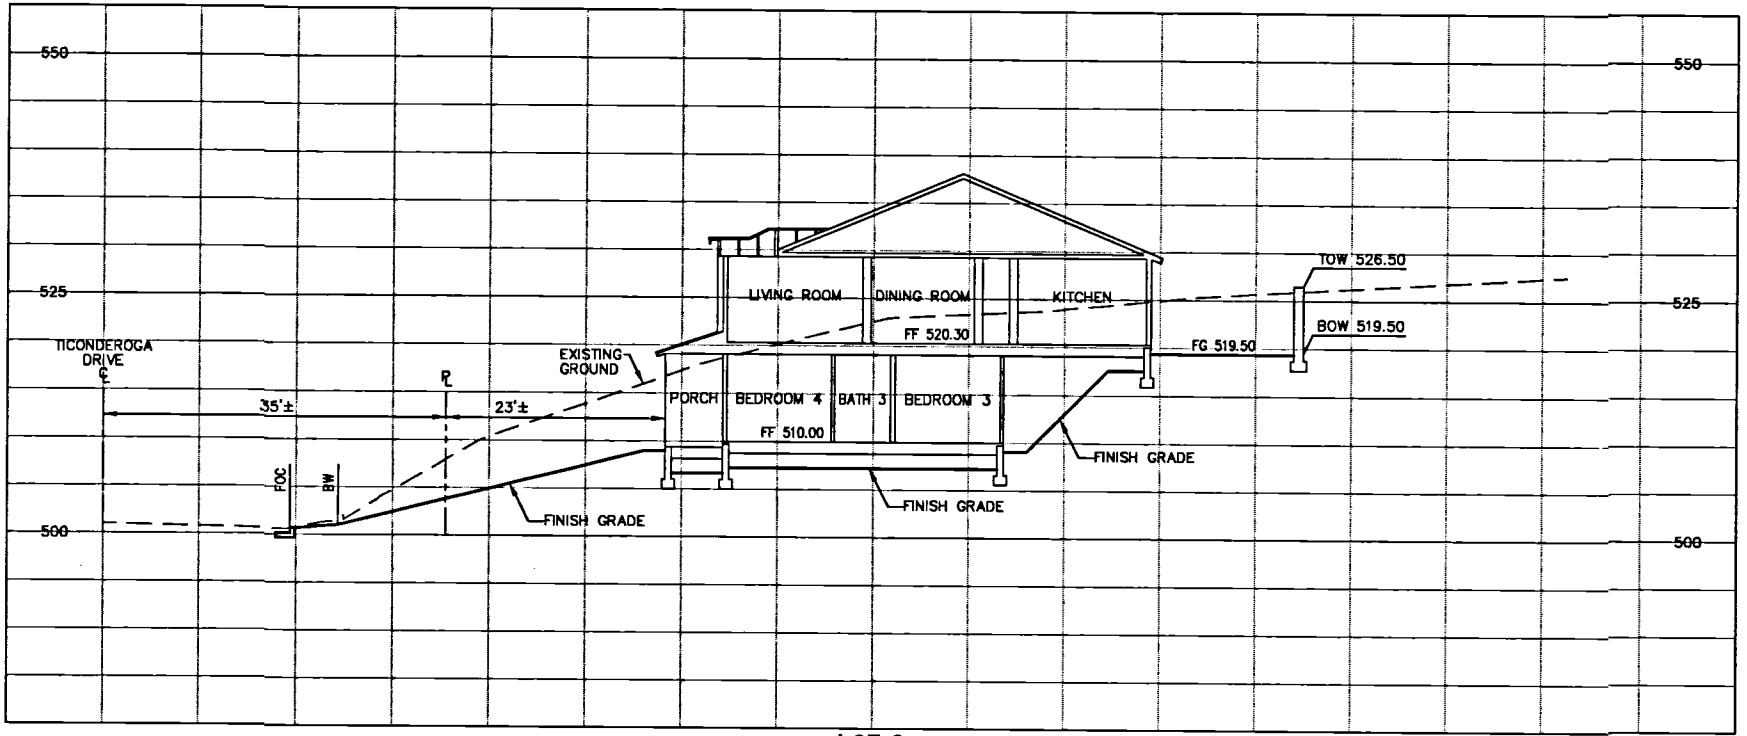 550
550
TOW 526.50
525
LIVING ROOM
DINING ROOM
KITCHEN
525
BOW 519.50
FF 520.30
FG 519.50
TICONDEROGA
DRIVE
℄
EXISTING
GROUND
PL
35'±
23'±
PORCH
BEDROOM 4
BATH 3
BEDROOM 3
FF 510.00
FINISH GRADE
FOC
BW
FINISH GRADE
FINISH GRADE
500
500